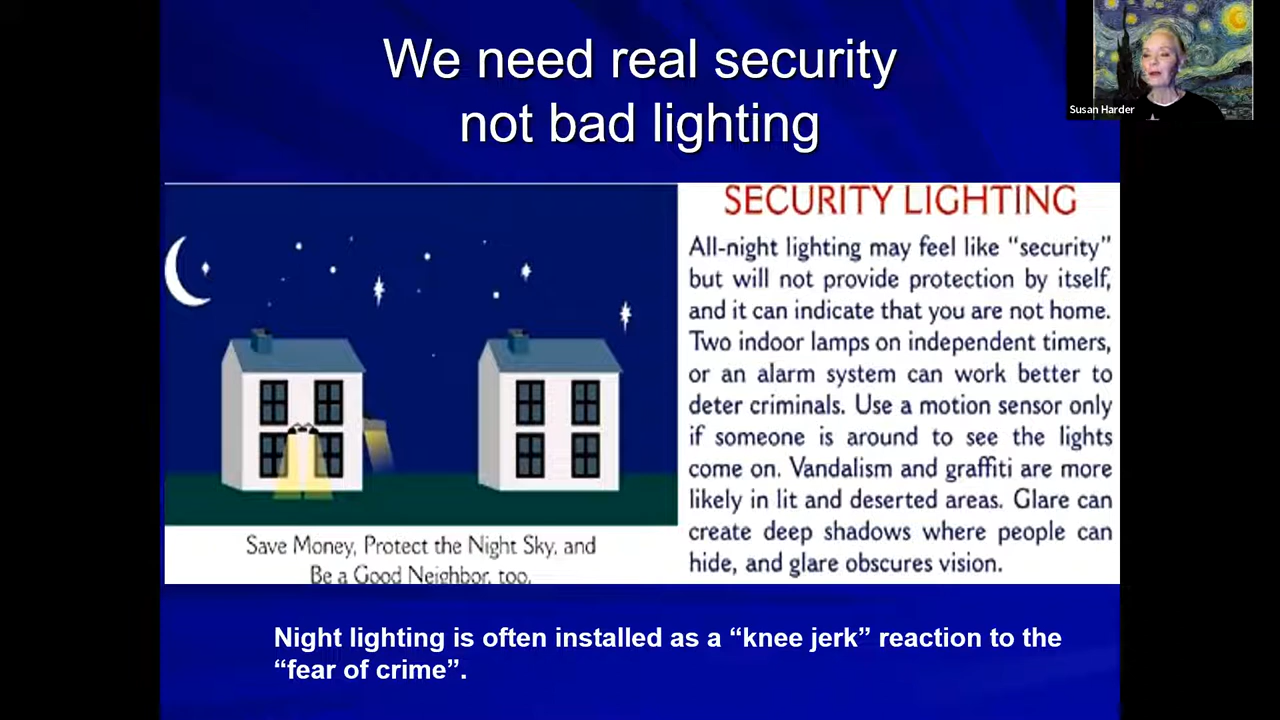 We need real security
not bad lighting
Susan Harder
SECURITY LIGHTING
All-night lighting may feel like “security”
but will not provide protection by itself,
and it can indicate that you are not home.
Two indoor lamps on independent timers,
or an alarm system can work better to
deter criminals. Use a motion sensor only
if someone is around to see the lights
come on. Vandalism and graffiti are more
likely in lit and deserted areas. Glare can
create deep shadows where people can
hide, and glare obscures vision.
Save Money, Protect the Night Sky, and
Be a Good Neighbor, too.
Night lighting is often installed as a “knee jerk” reaction to the
“fear of crime”.